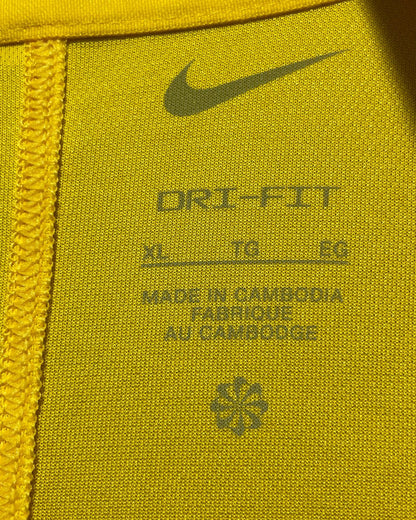 DRI-FIT
XL TG EG
MADE IN CAMBODIA
FABRIQUE
AU CAMBODGE